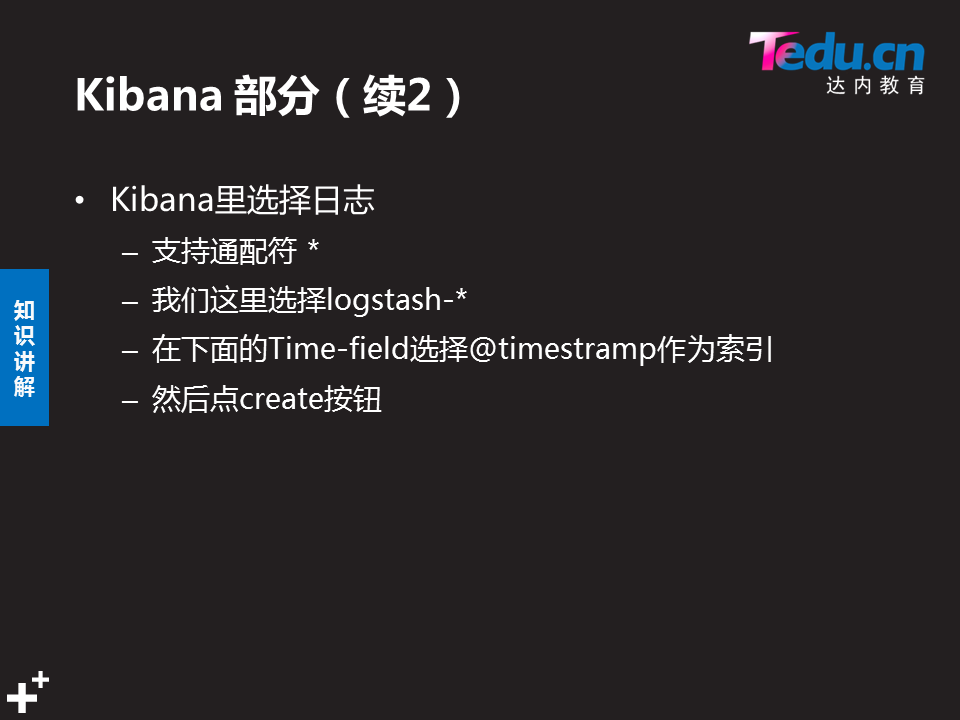 Tedu.cn
达内教育
Kibana 部分（续2）
• Kibana里选择日志
– 支持通配符 *
– 我们这里选择logstash-*
– 在下面的Time-field选择@timestramp作为索引
– 然后点create按钮
知识讲解